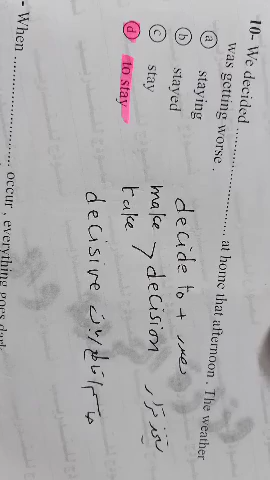 10- We decided .............................. at home that afternoon . The weather
was getting worse .
a staying
b stayed
c stay
d to stay
decide to + مصدر
make > decision
take
decisive
- When .............................. occur , everything goes dark